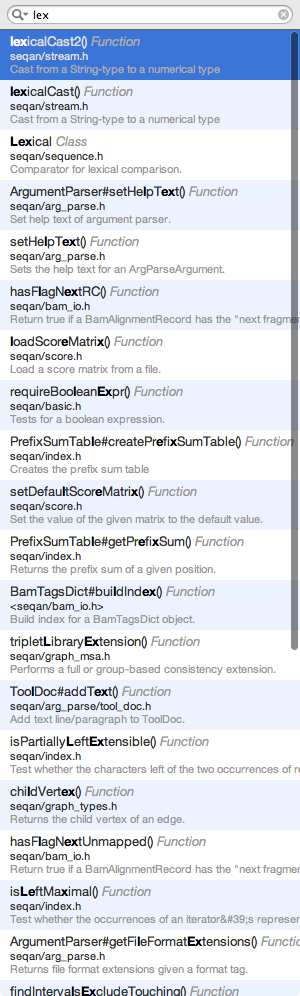 lex
lexicalCast2() Function
seqan/stream.h
Cast from a String-type to a numerical type
lexicalCast() Function
seqan/stream.h
Cast from a String-type to a numerical type
Lexical Class
seqan/sequence.h
Comparator for lexical comparison.
ArgumentParser#setHelpText() Function
seqan/arg_parse.h
Set help text of argument parser.
setHelpText() Function
seqan/arg_parse.h
Sets the help text for an ArgParseArgument.
hasFlagNextRC() Function
seqan/bam_io.h
Return true if a BamAlignmentRecord has the "next fragmen
loadScoreMatrix() Function
seqan/score.h
Load a score matrix from a file.
requireBooleanExpr() Function
seqan/basic.h
Tests for a boolean expression.
PrefixSumTable#createPrefixSumTable() Function
seqan/index.h
Creates the prefix sum table
setDefaultScoreMatrix() Function
seqan/score.h
Set the value of the given matrix to the default value.
PrefixSumTable#getPrefixSum() Function
seqan/index.h
Returns the prefix sum of a given position.
BamTagsDict#buildIndex() Function
<seqan/bam_io.h>
Build index for a BamTagsDict object.
tripletLibraryExtension() Function
seqan/graph_msa.h
Performs a full or group-based consistency extension.
ToolDoc#addText() Function
seqan/arg_parse/tool_doc.h
Add text line/paragraph to ToolDoc.
isPartiallyLeftExtensible() Function
seqan/index.h
Test whether the characters left of the two occurrences of re
childVertex() Function
seqan/graph_types.h
Returns the child vertex of an edge.
hasFlagNextUnmapped() Function
seqan/bam_io.h
Return true if a BamAlignmentRecord has the "next fragmen
isLeftMaximal() Function
seqan/index.h
Test whether the occurrences of an iterator&#39;s represen
ArgumentParser#getFileFormatExtensions() Function
seqan/arg_parse.h
Returns file format extensions given a format tag.
findIntervalsExcludeTouching() Function